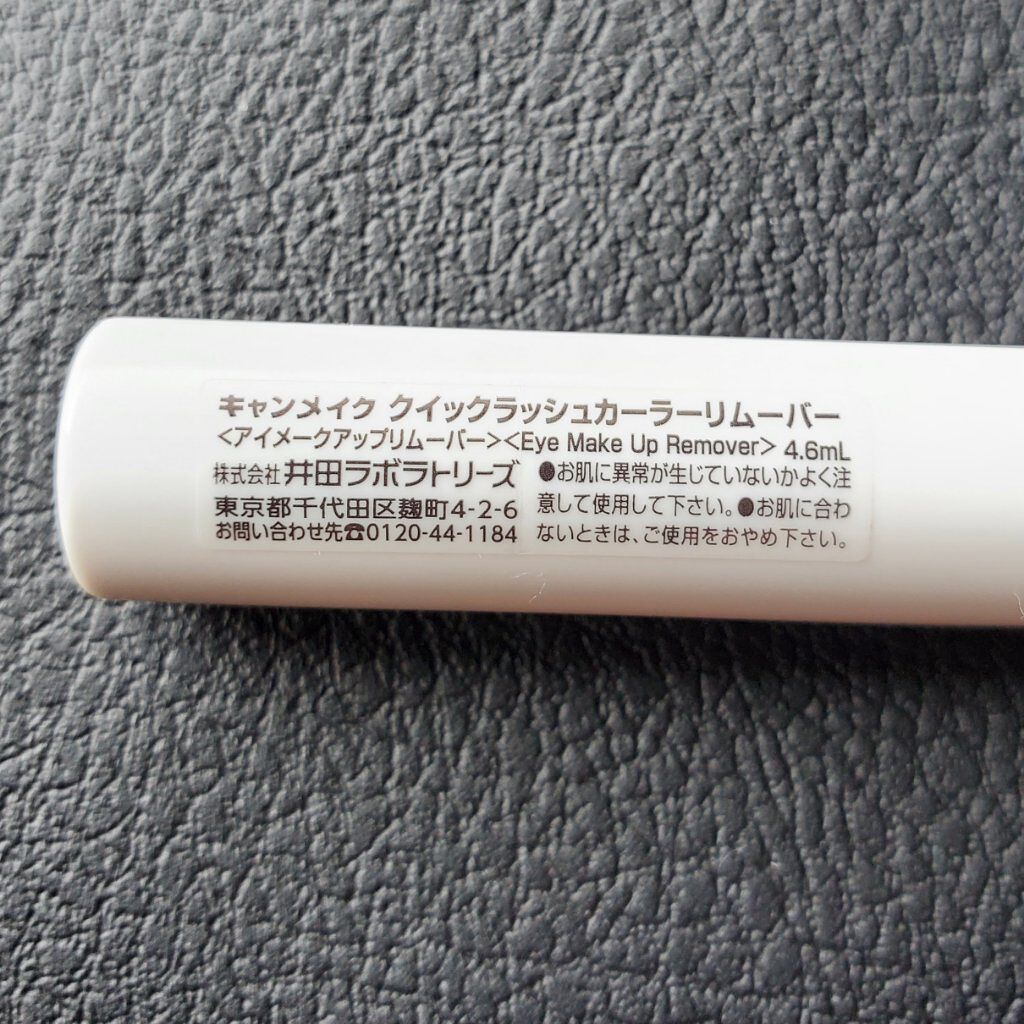 キャンメイク クイックラッシュカーラーリムーバー
<アイメークアップリムーバー><Eye Make Up Remover> 4.6mL
株式会社 井田ラボラトリーズ
東京都千代田区麹町4-2-6
お問い合わせ先☎0120-44-1184
●お肌に異常が生じていないかよく注
意して使用して下さい。●お肌に合わ
ないときは、ご使用をおやめ下さい。